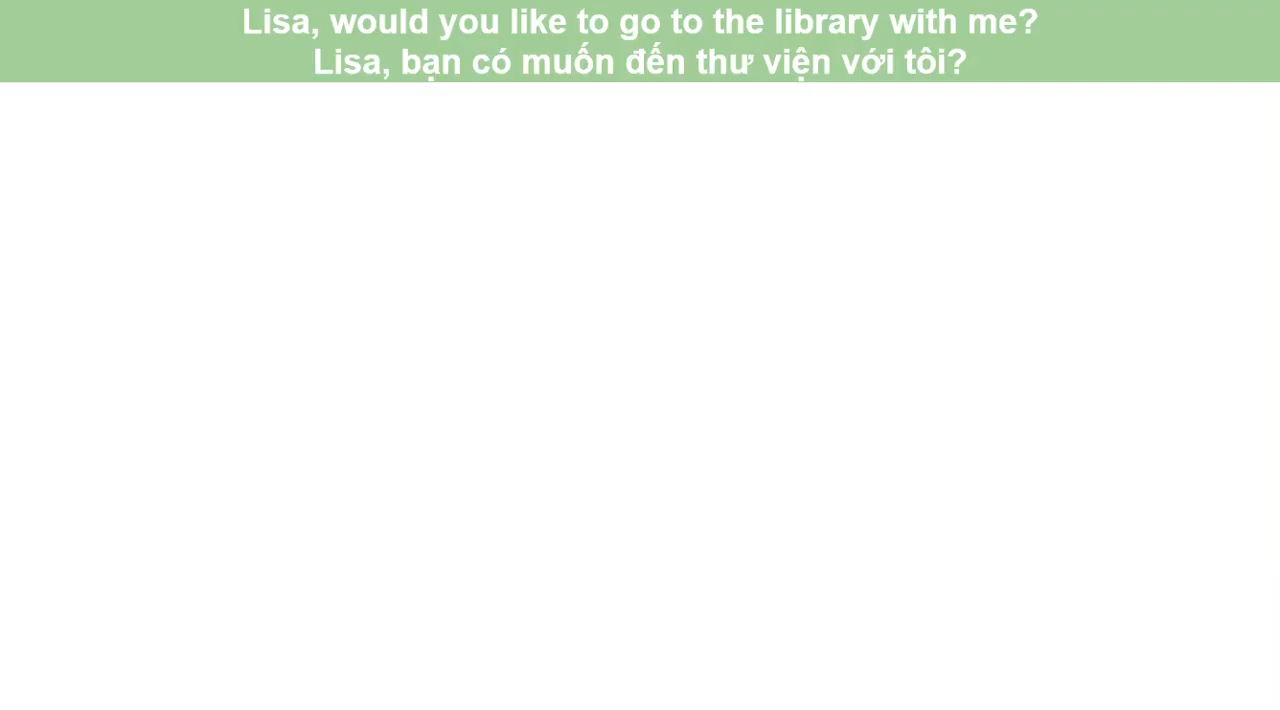 Lisa, would you like to go to the library with me?
Lisa, bạn có muốn đến thư viện với tôi?